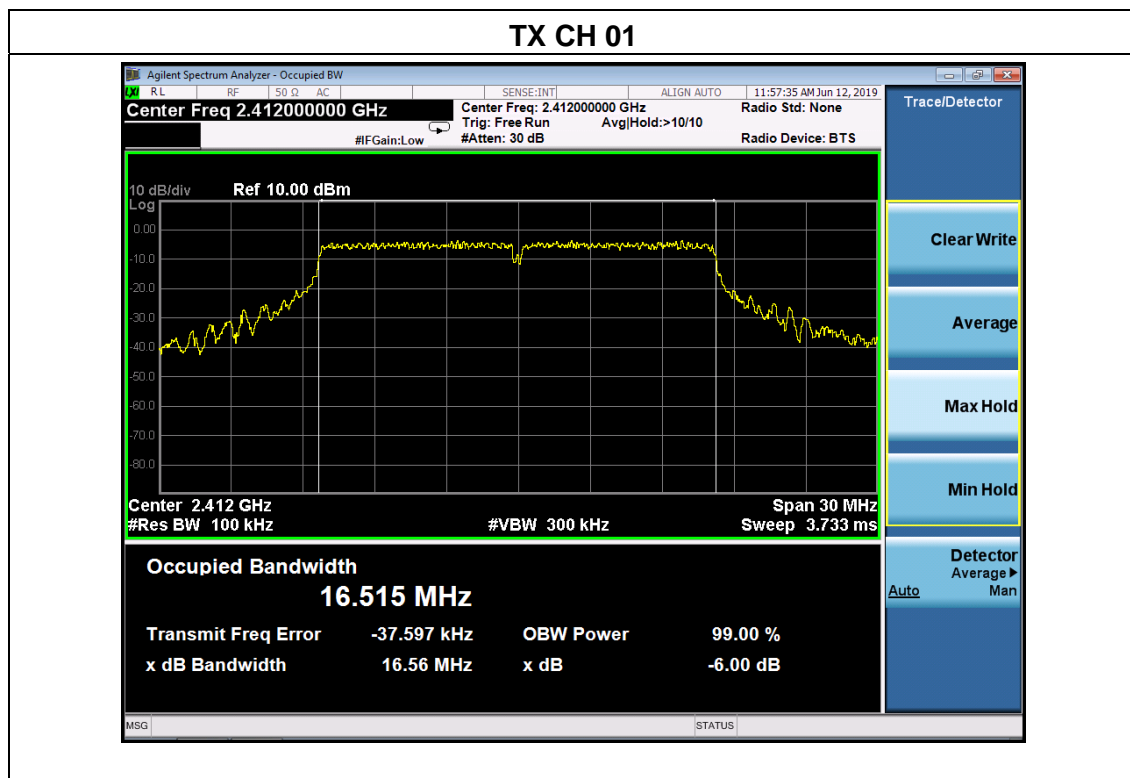 TX CH 01
Agilent Spectrum Analyzer - Occupied BW
LXI RL RF 50 Ω AC SENSE:INT ALIGN AUTO 11:57:35 AM Jun 12, 2019
Center Freq 2.412000000 GHz
Center Freq: 2.412000000 GHz Radio Std: None
Trig: Free Run Avg|Hold:>10/10
#IFGain:Low #Atten: 30 dB Radio Device: BTS
Trace/Detector
10 dB/div Ref 10.00 dBm
Log
0.00
-10.0
-20.0
-30.0
-40.0
-50.0
-60.0
-70.0
-80.0
Center 2.412 GHz Span 30 MHz
#Res BW 100 kHz #VBW 300 kHz Sweep 3.733 ms
Clear Write
Average
Max Hold
Min Hold
Detector
Average
Auto Man
Occupied Bandwidth
16.515 MHz
Transmit Freq Error -37.597 kHz OBW Power 99.00 %
x dB Bandwidth 16.56 MHz x dB -6.00 dB
MSG STATUS